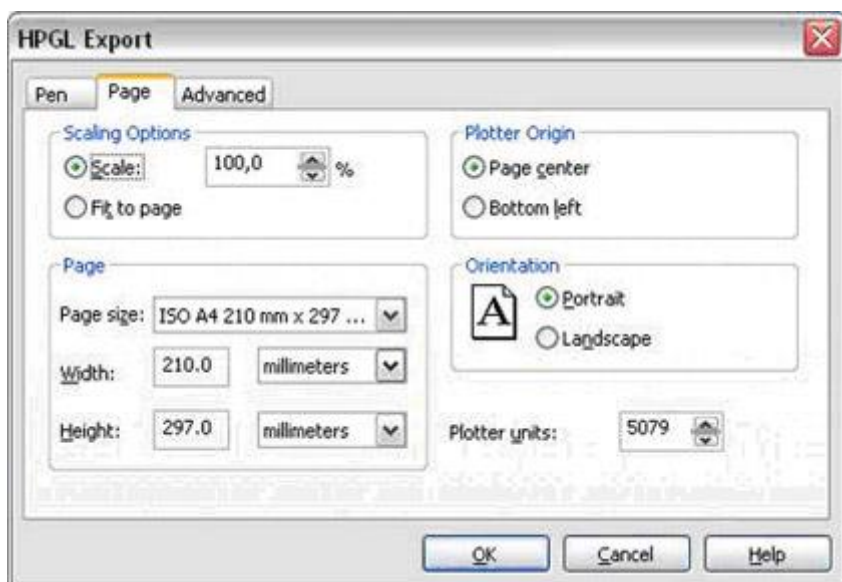 HPGL Export
Pen Page Advanced
Scaling Options
Scale: 100,0 %
Fit to page
Plotter Origin
Page center
Bottom left
Page
Page size: ISO A4 210 mm x 297 ...
Width: 210.0 millimeters
Height: 297.0 millimeters
Orientation
A
Portrait
Landscape
Plotter units: 5079
OK Cancel Help